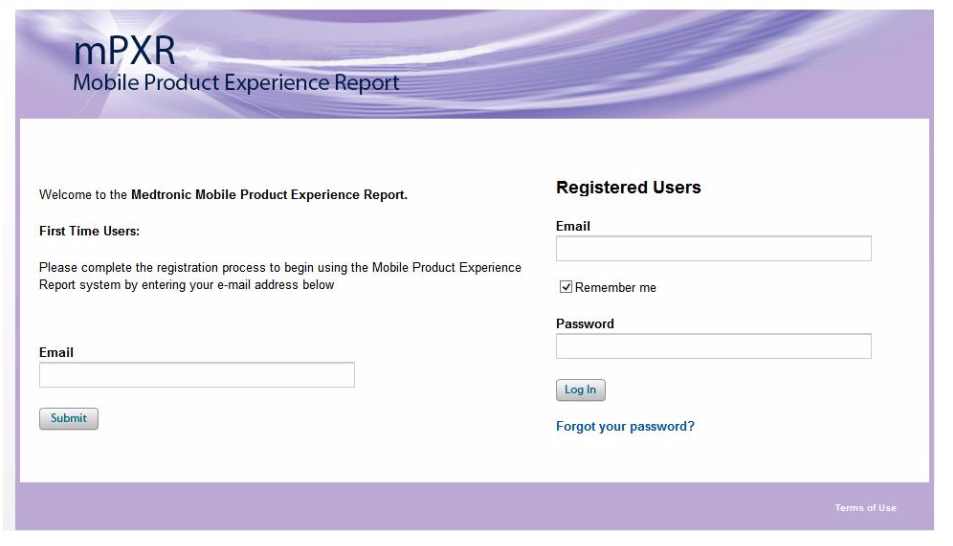 mPXR
Mobile Product Experience Report
Welcome to the Medtronic Mobile Product Experience Report.
First Time Users:
Please complete the registration process to begin using the Mobile Product Experience
Report system by entering your e-mail address below
Email
Submit
Registered Users
Email
Remember me
Password
Log In
Forgot your password?
Terms of Use